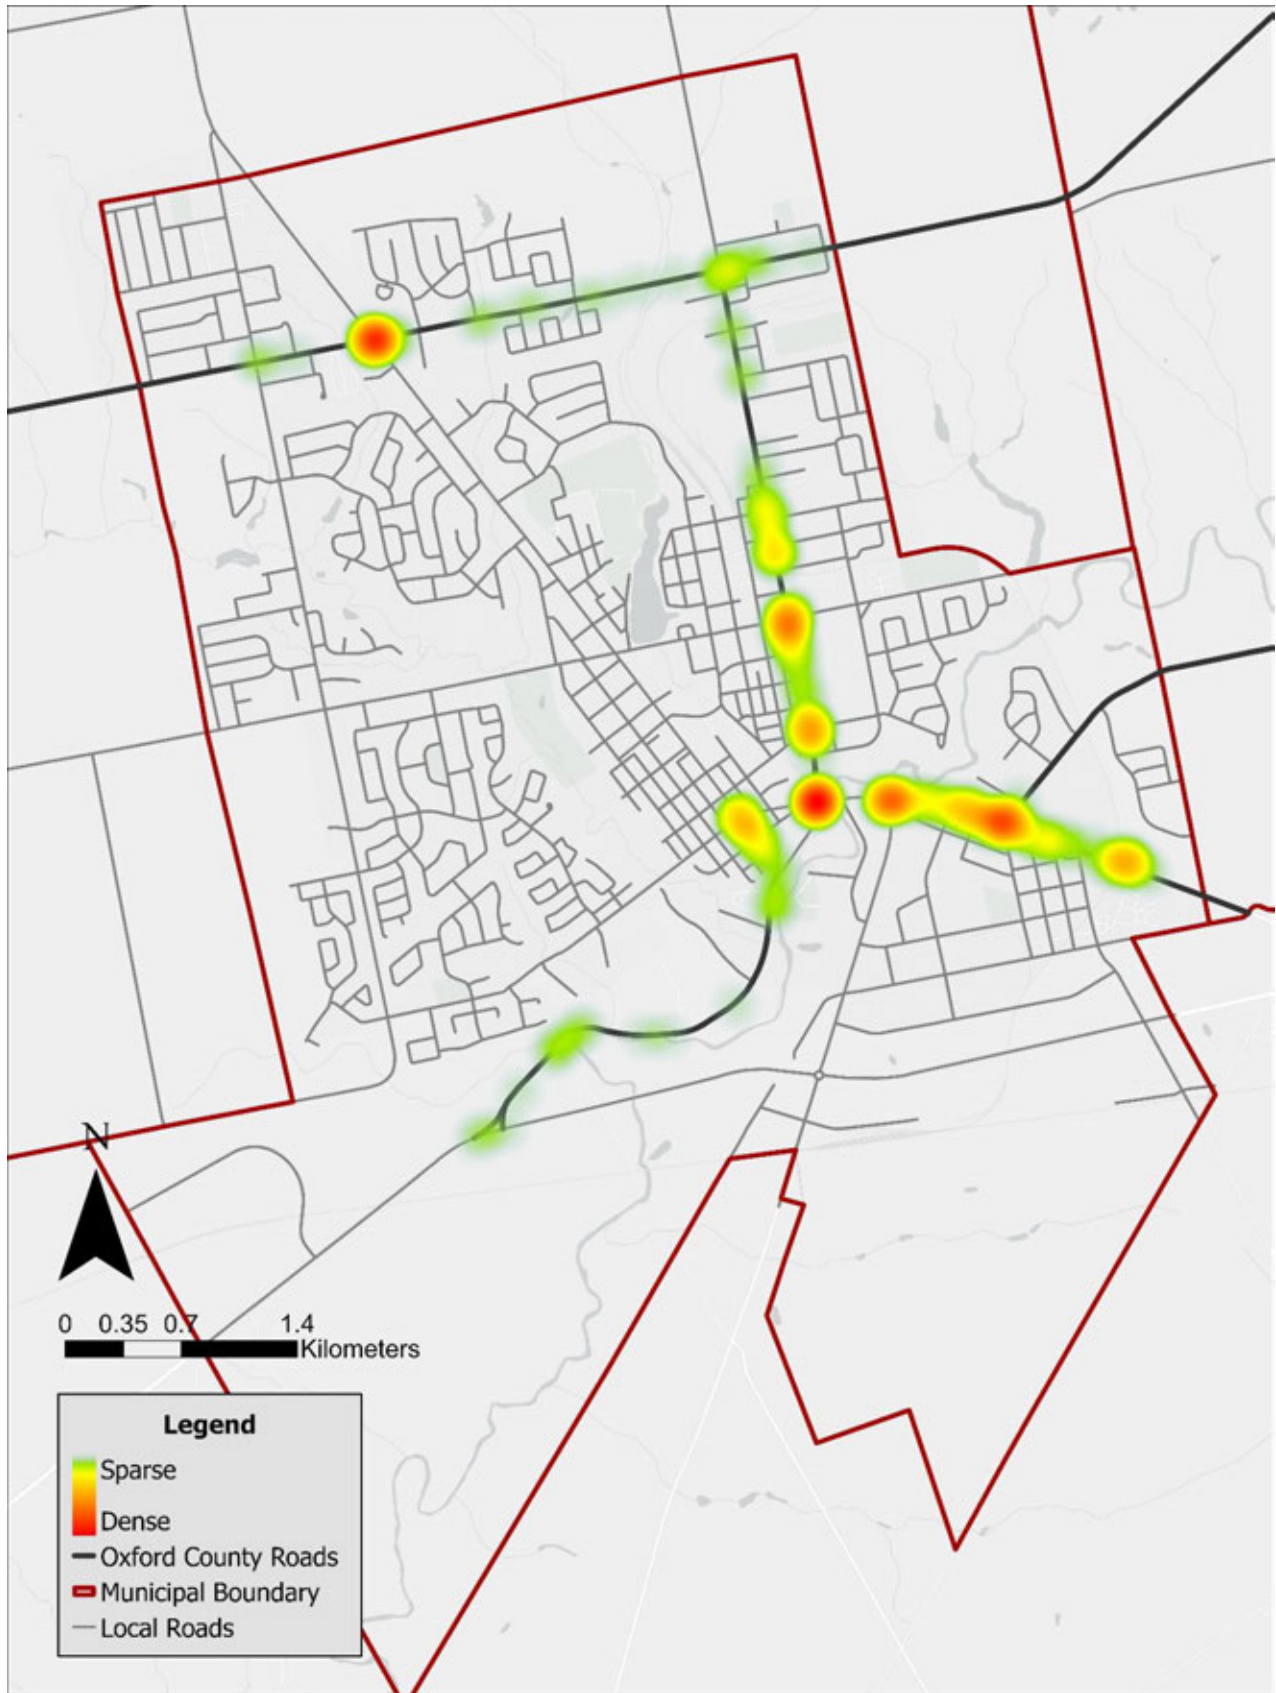 N
0 0.35 0.7 1.4
Kilometers
Legend
Sparse
Dense
Oxford County Roads
Municipal Boundary
Local Roads